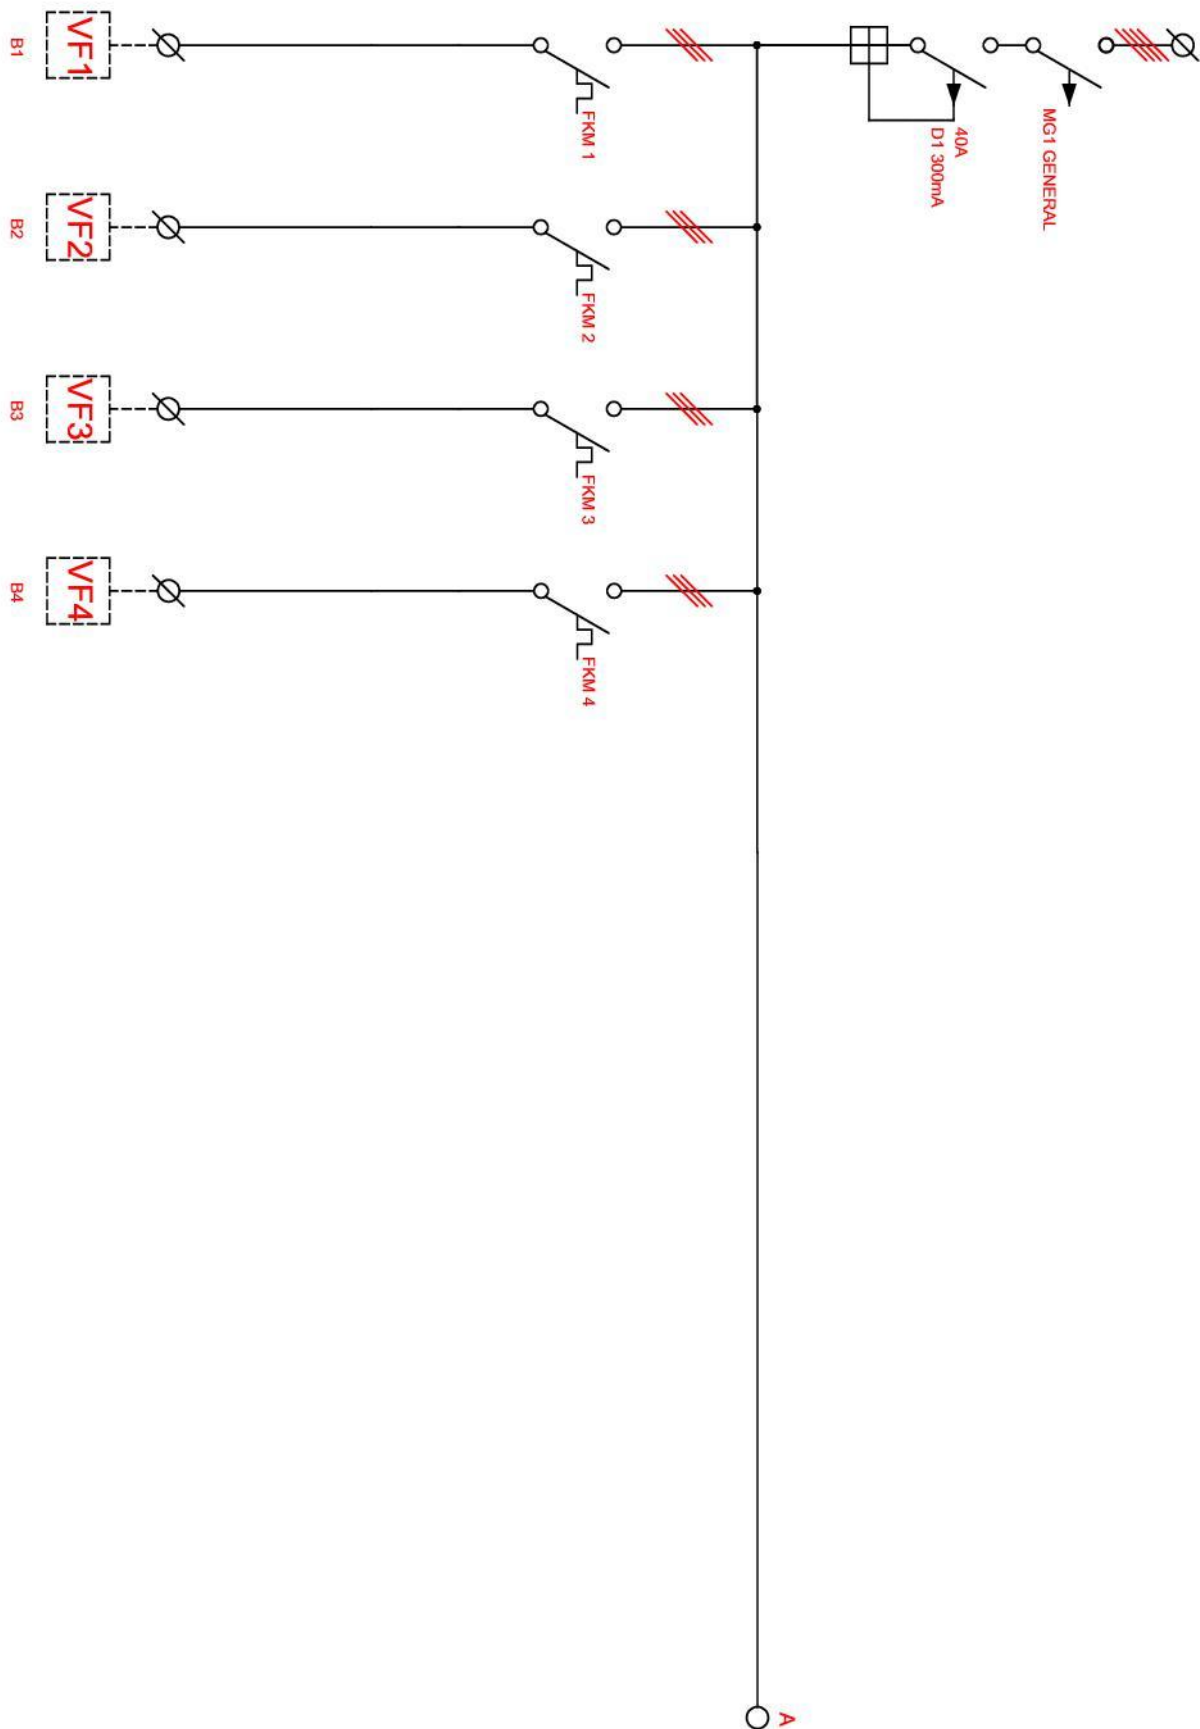 MG1 GENERAL
40A
D1 300mA
A
FKM 1
FKM 2
FKM 3
FKM 4
VF1
VF2
VF3
VF4
B1
B2
B3
B4